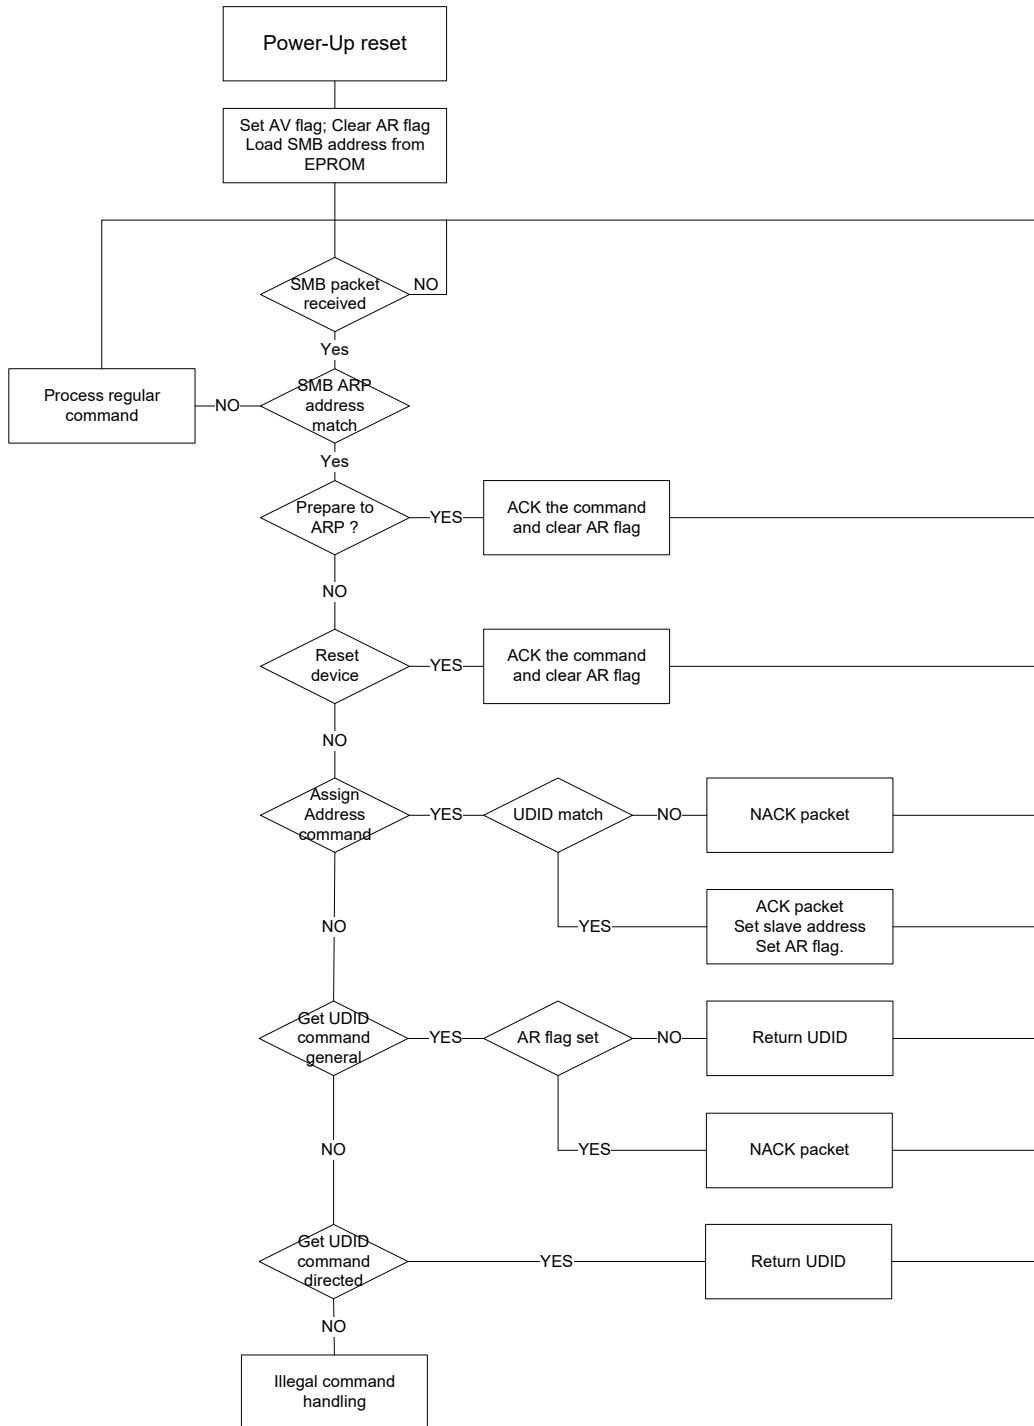 Power-Up reset
Set AV flag; Clear AR flag
Load SMB address from
EPROM
SMB packet
received
NO
Yes
SMB ARP
address
match
NO
Process regular
command
Yes
Prepare to
ARP ?
YES
ACK the command
and clear AR flag
NO
Reset
device
YES
ACK the command
and clear AR flag
NO
Assign
Address
command
YES
UDID match
NO
NACK packet
YES
ACK packet
Set slave address
Set AR flag.
NO
Get UDID
command
general
YES
AR flag set
NO
Return UDID
YES
NACK packet
NO
Get UDID
command
directed
YES
Return UDID
NO
Illegal command
handling